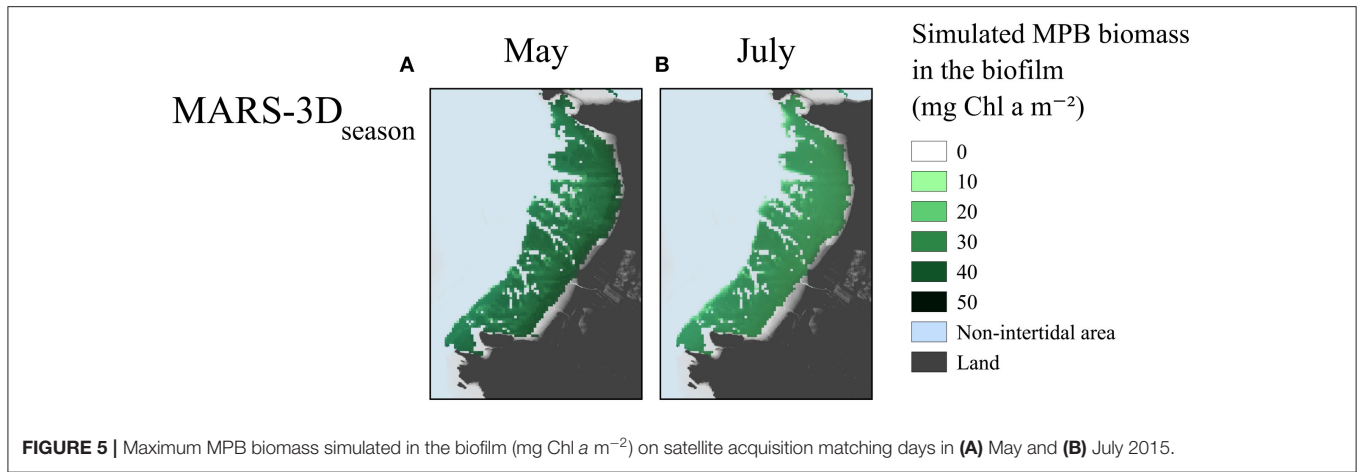 A
May
B
July
MARS-3D season
Simulated MPB biomass
in the biofilm
(mg Chl a m⁻²)
0
10
20
30
40
50
Non-intertidal area
Land
FIGURE 5 | Maximum MPB biomass simulated in the biofilm (mg Chl a m⁻²) on satellite acquisition matching days in (A) May and (B) July 2015.